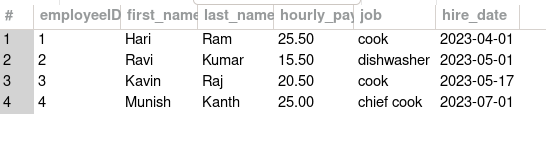 # employeeID first_name last_name hourly_pay job hire_date
1 1 Hari Ram 25.50 cook 2023-04-01
2 2 Ravi Kumar 15.50 dishwasher 2023-05-01
3 3 Kavin Raj 20.50 cook 2023-05-17
4 4 Munish Kanth 25.00 chief cook 2023-07-01